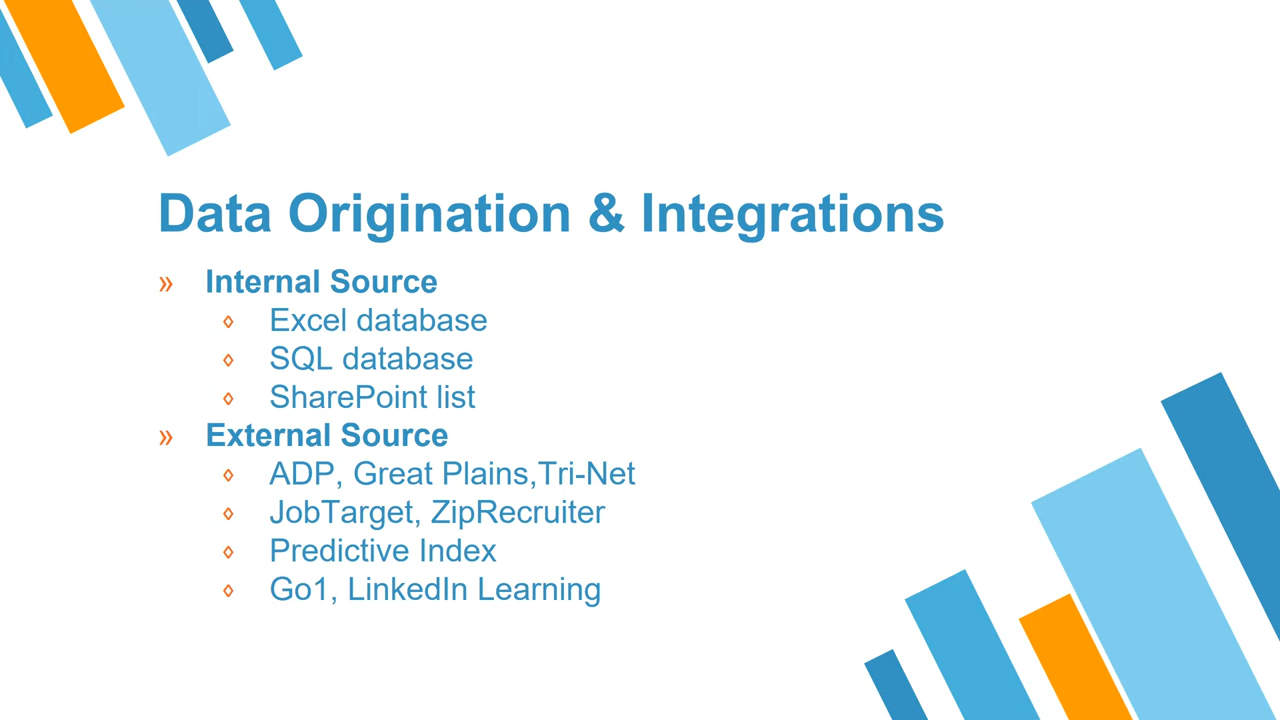 Data Origination & Integrations
» Internal Source
◊ Excel database
◊ SQL database
◊ SharePoint list
» External Source
◊ ADP, Great Plains,Tri-Net
◊ JobTarget, ZipRecruiter
◊ Predictive Index
◊ Go1, LinkedIn Learning